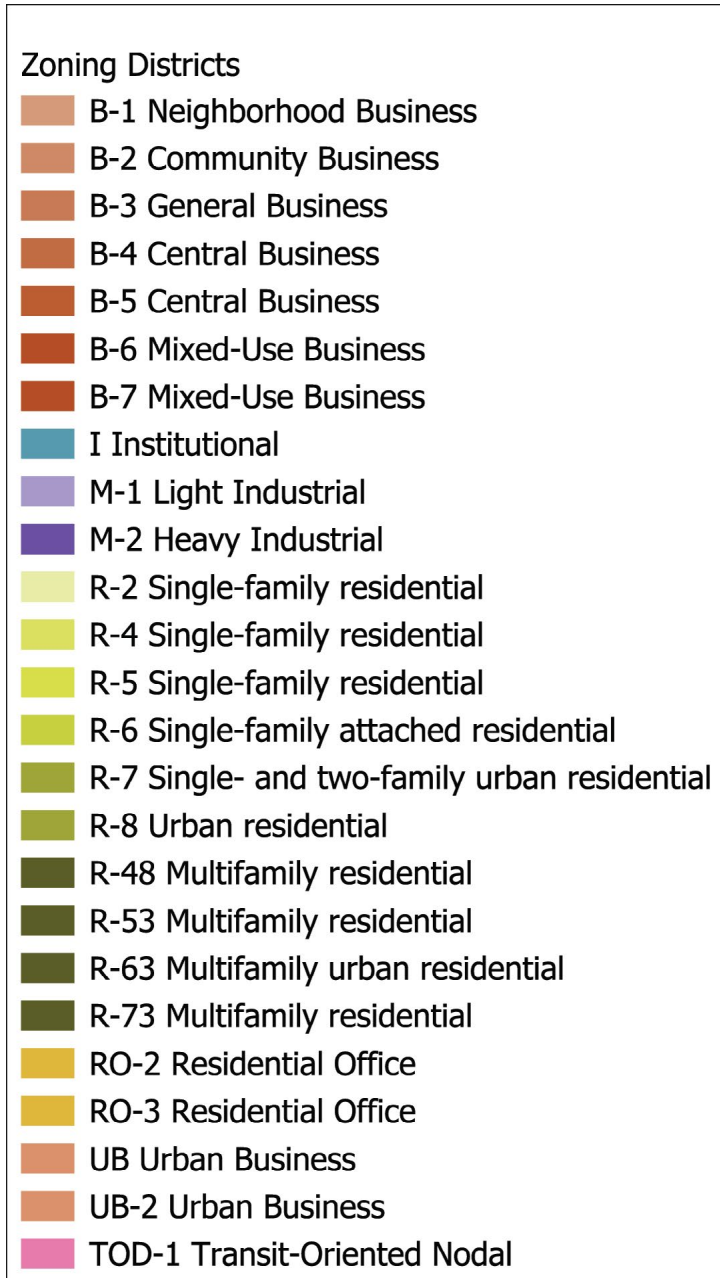 Zoning Districts
B-1 Neighborhood Business
B-2 Community Business
B-3 General Business
B-4 Central Business
B-5 Central Business
B-6 Mixed-Use Business
B-7 Mixed-Use Business
I Institutional
M-1 Light Industrial
M-2 Heavy Industrial
R-2 Single-family residential
R-4 Single-family residential
R-5 Single-family residential
R-6 Single-family attached residential
R-7 Single- and two-family urban residential
R-8 Urban residential
R-48 Multifamily residential
R-53 Multifamily residential
R-63 Multifamily urban residential
R-73 Multifamily residential
RO-2 Residential Office
RO-3 Residential Office
UB Urban Business
UB-2 Urban Business
TOD-1 Transit-Oriented Nodal